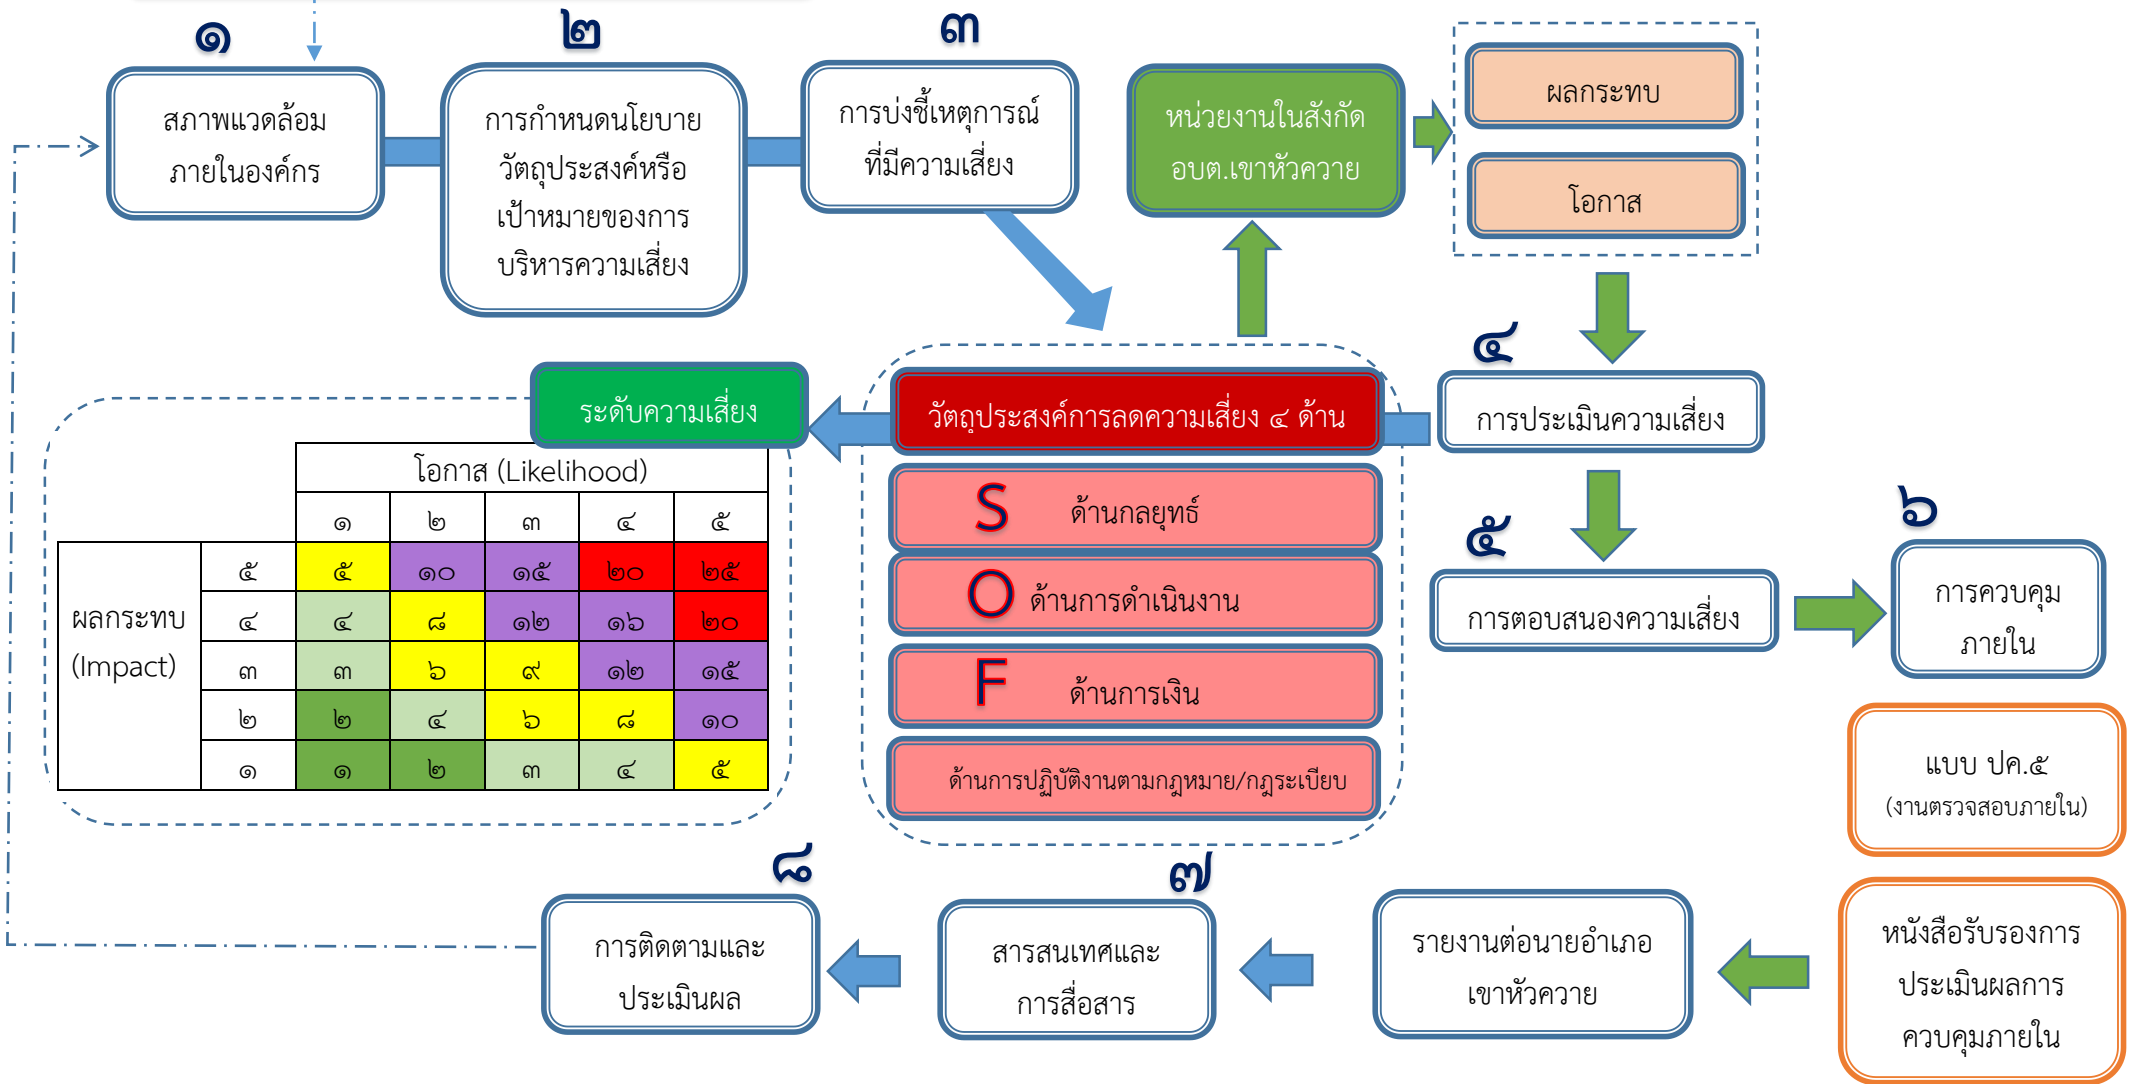 ๑
สภาพแวดล้อม
ภายในองค์กร
๒
การกำหนดนโยบาย
วัตถุประสงค์หรือ
เป้าหมายของการ
บริหารความเสี่ยง
๓
การบ่งชี้เหตุการณ์
ที่มีความเสี่ยง
หน่วยงานในสังกัด
อบต.เขาหัวควาย
ผลกระทบ
โอกาส
๔
การประเมินความเสี่ยง
วัตถุประสงค์การลดความเสี่ยง ๔ ด้าน
S ด้านกลยุทธ์
O ด้านการดำเนินงาน
F ด้านการเงิน
ด้านการปฏิบัติงานตามกฎหมาย/กฎระเบียบ
ระดับความเสี่ยง
โอกาส (Likelihood)
๑ ๒ ๓ ๔ ๕
ผลกระทบ
(Impact)
๕ ๕ ๑๐ ๑๕ ๒๐ ๒๕
๔ ๔ ๘ ๑๒ ๑๖ ๒๐
๓ ๓ ๖ ๙ ๑๒ ๑๕
๒ ๒ ๔ ๖ ๘ ๑๐
๑ ๑ ๒ ๓ ๔ ๕
๕
การตอบสนองความเสี่ยง
๖
การควบคุม
ภายใน
แบบ ปค.๕
(งานตรวจสอบภายใน)
หนังสือรับรองการ
ประเมินผลการ
ควบคุมภายใน
รายงานต่อนายอำเภอ
เขาหัวควาย
๗
สารสนเทศและ
การสื่อสาร
๘
การติดตามและ
ประเมินผล